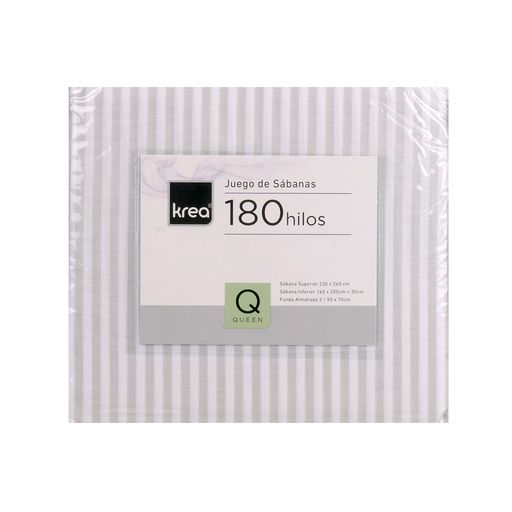 krea
Juego de Sábanas
180 hilos
Q
QUEEN
Sábana Superior 230 x 260 cm
Sábana Inferior 160 x 200cm + 30cm
Funda Almohada 2 / 50 x 70cm